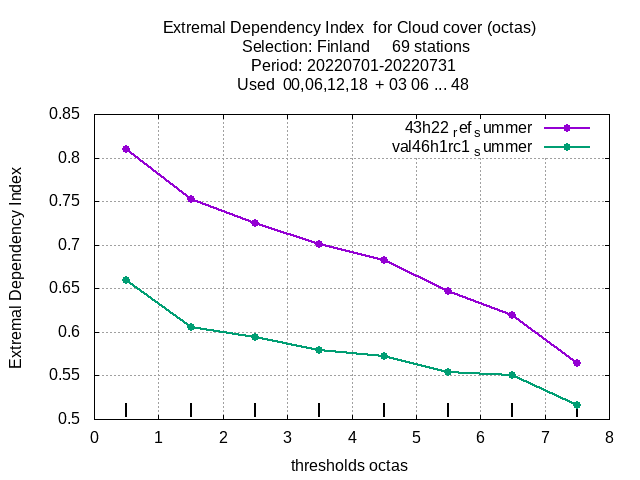 Extremal Dependency Index  for Cloud cover (octas)
Selection: Finland     69 stations
Period: 20220701-20220731
Used  00,06,12,18  + 03 06 ... 48
43h22 ref summer
val46h1rc1 summer
0.85
0.8
0.75
0.7
0.65
0.6
0.55
0.5
Extremal Dependency Index
0 1 2 3 4 5 6 7 8
thresholds octas